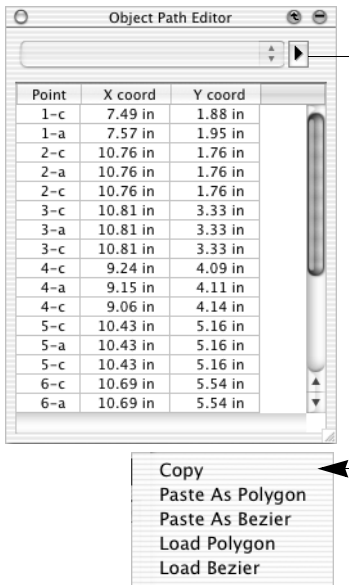 Object Path Editor
Point X coord Y coord
1-c 7.49 in 1.88 in
1-a 7.57 in 1.95 in
2-c 10.76 in 1.76 in
2-a 10.76 in 1.76 in
2-c 10.76 in 1.76 in
3-c 10.81 in 3.33 in
3-a 10.81 in 3.33 in
3-c 10.81 in 3.33 in
4-c 9.24 in 4.09 in
4-a 9.15 in 4.11 in
4-c 9.06 in 4.14 in
5-c 10.43 in 5.16 in
5-a 10.43 in 5.16 in
5-c 10.43 in 5.16 in
6-c 10.69 in 5.54 in
6-a 10.69 in 5.54 in
Copy
Paste As Polygon
Paste As Bezier
Load Polygon
Load Bezier